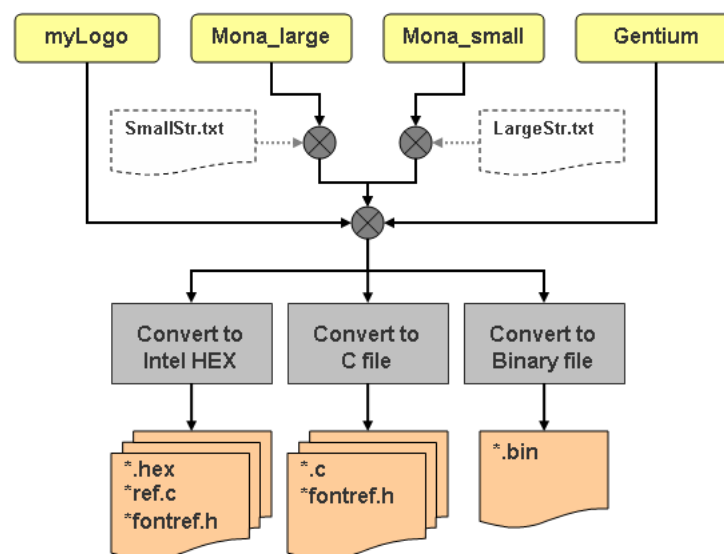 myLogo
Mona_large
Mona_small
Gentium
SmallStr.txt
LargeStr.txt
Convert to
Intel HEX
Convert to
C file
Convert to
Binary file
*.hex
*ref.c
*fontref.h
*.c
*fontref.h
*.bin